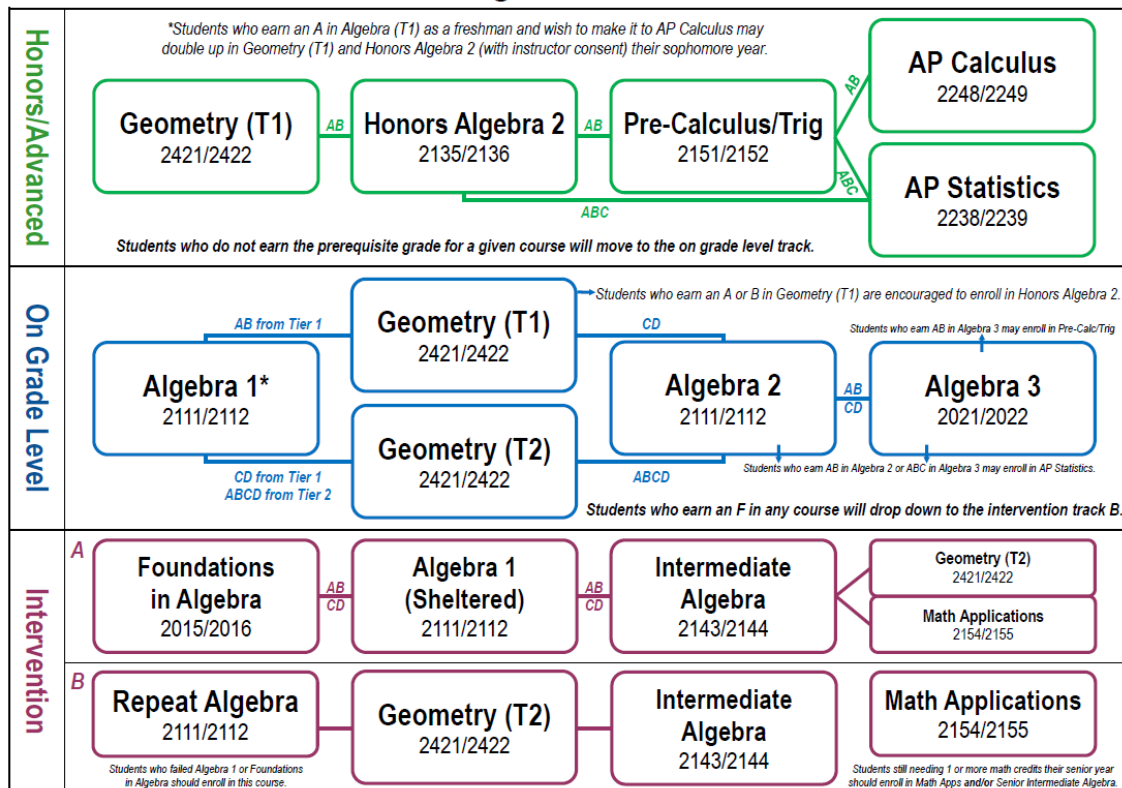 *Students who earn an A in Algebra (T1) as a freshman and wish to make it to AP Calculus may
double up in Geometry (T1) and Honors Algebra 2 (with instructor consent) their sophomore year.
Honors/Advanced
Geometry (T1)
2421/2422
AB
Honors Algebra 2
2135/2136
AB
Pre-Calculus/Trig
2151/2152
AB
AP Calculus
2248/2249
ABC
AP Statistics
2238/2239
ABC
Students who do not earn the prerequisite grade for a given course will move to the on grade level track.
On Grade Level
Students who earn an A or B in Geometry (T1) are encouraged to enroll in Honors Algebra 2.
AB from Tier 1
Geometry (T1)
2421/2422
CD
Students who earn AB in Algebra 3 may enroll in Pre-Calc/Trig
Algebra 1*
2111/2112
Algebra 2
2111/2112
AB
CD
Algebra 3
2021/2022
Geometry (T2)
2421/2422
CD from Tier 1
ABCD from Tier 2
ABCD
Students who earn AB in Algebra 2 or ABC in Algebra 3 may enroll in AP Statistics.
Students who earn an F in any course will drop down to the intervention track B.
Intervention
A
Foundations
in Algebra
2015/2016
AB
CD
Algebra 1
(Sheltered)
2111/2112
AB
CD
Intermediate
Algebra
2143/2144
Geometry (T2)
2421/2422
Math Applications
2154/2155
B
Repeat Algebra
2111/2112
Students who failed Algebra 1 or Foundations
in Algebra should enroll in this course.
Geometry (T2)
2421/2422
Intermediate
Algebra
2143/2144
Math Applications
2154/2155
Students still needing 1 or more math credits their senior year
should enroll in Math Apps and/or Senior Intermediate Algebra.